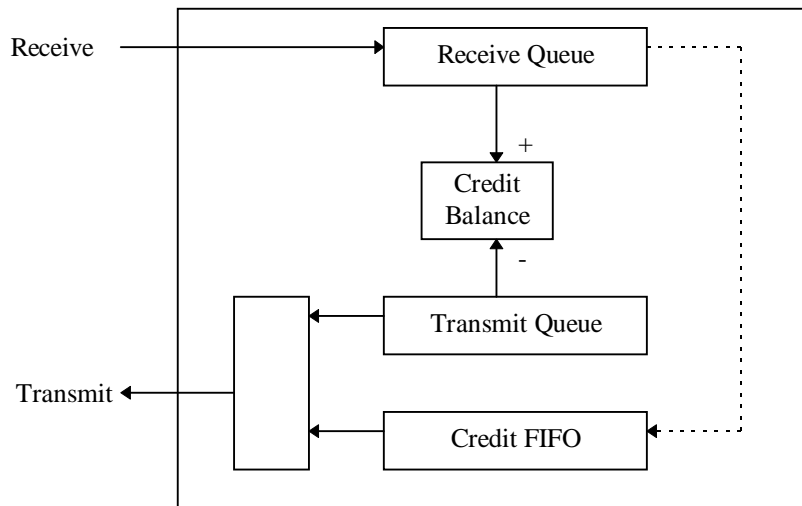 Receive
Receive Queue
+
Credit
Balance
-
Transmit Queue
Transmit
Credit FIFO